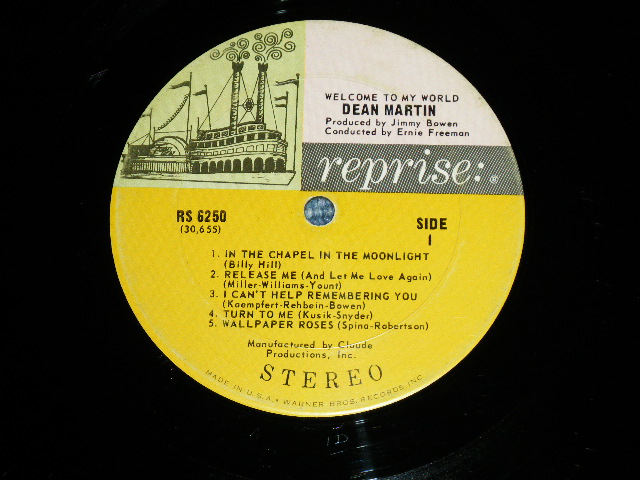 WELCOME TO MY WORLD
DEAN MARTIN
Produced by Jimmy Bowen
Conducted by Ernie Freeman
reprise:
RS 6250
(30,655)
SIDE
1
1. IN THE CHAPEL IN THE MOONLIGHT
(Billy Hill)
2. RELEASE ME (And Let Me Love Again)
(Miller-Williams-Yount)
3. I CAN'T HELP REMEMBERING YOU
(Kaempfert-Rehbein-Bowen)
4. TURN TO ME (Kusik-Snyder)
5. WALLPAPER ROSES (Spina-Robertson)
Manufactured by Claude
Productions, Inc.
STEREO
MADE IN U.S.A. • WARNER BROS. RECORDS, INC.